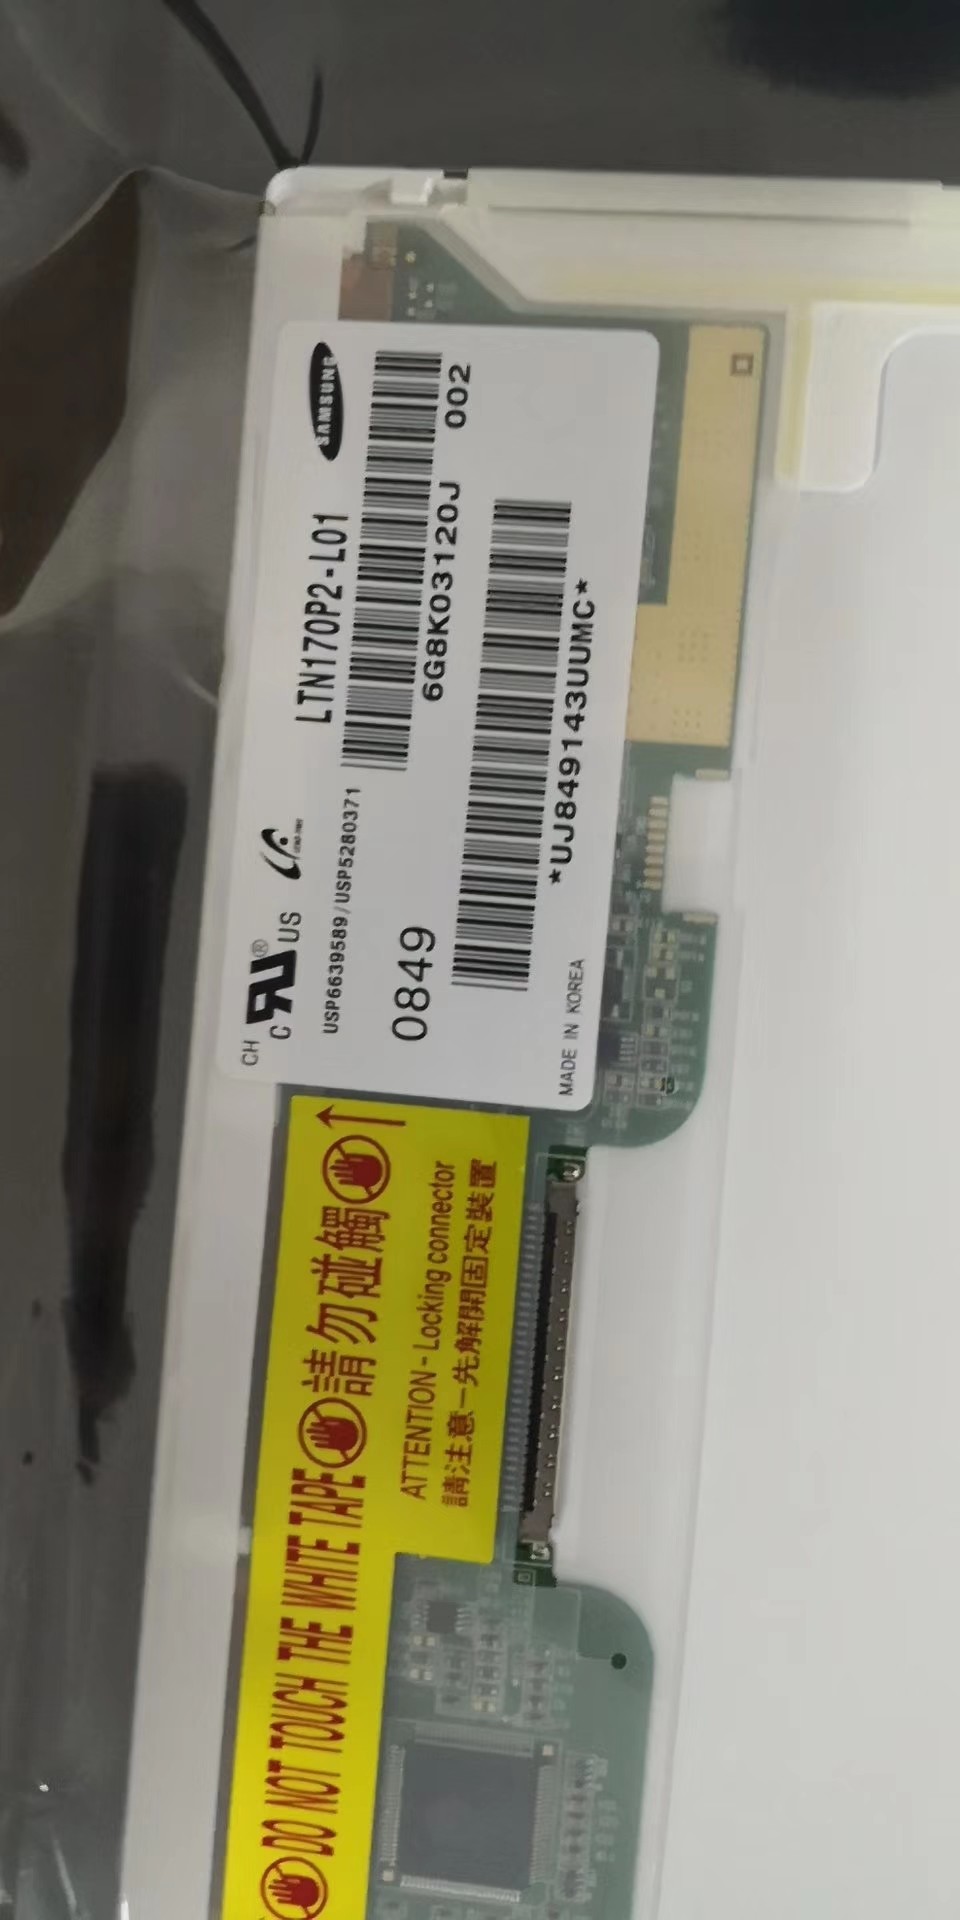 SAMSUNG
LTN170P2-L01
6G8K03120J 002
CH
c RU® US
USP6639589/USP5280371
0849
*UJ849143UUMC*
MADE IN KOREA
DO NOT TOUCH THE WHITE TAPE 請勿碰觸
ATTENTION - Locking connector
請注意－先解開固定裝置